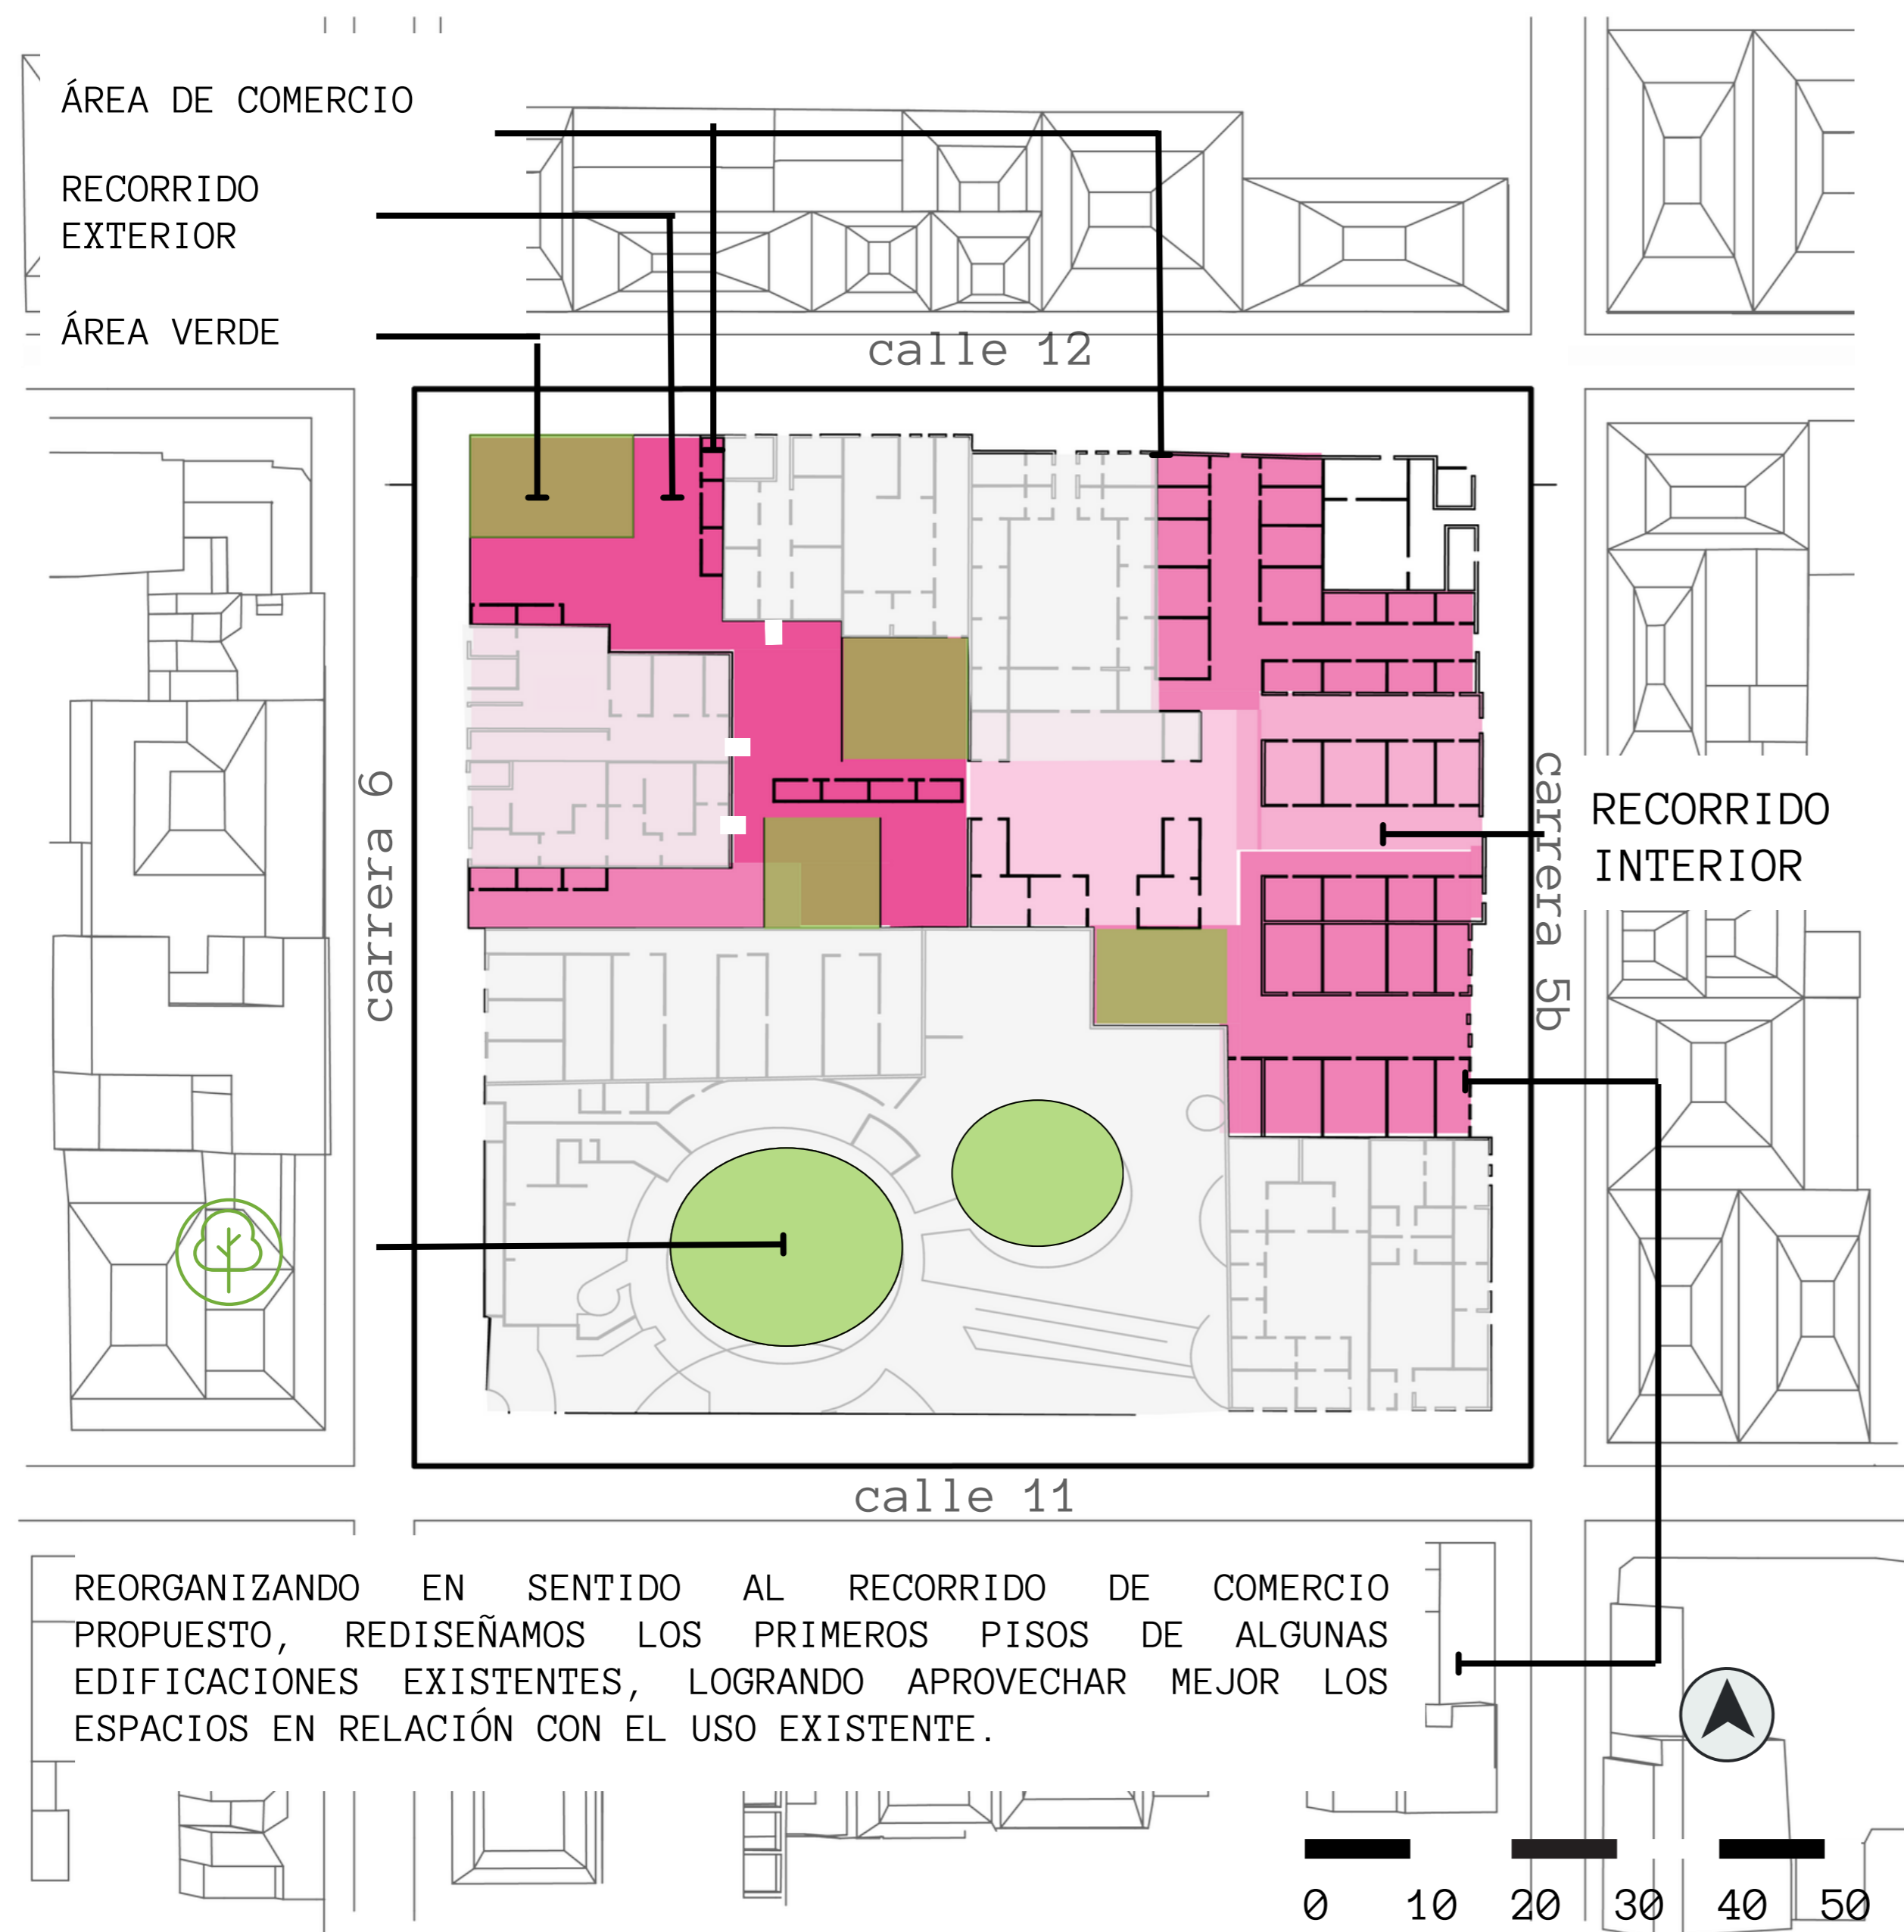 ÁREA DE COMERCIO
RECORRIDO
EXTERIOR
ÁREA VERDE
calle 12
carrera 6
carrera 5b
RECORRIDO
INTERIOR
calle 11
REORGANIZANDO EN SENTIDO AL RECORRIDO DE COMERCIO
PROPUESTO, REDISEÑAMOS LOS PRIMEROS PISOS DE ALGUNAS
EDIFICACIONES EXISTENTES, LOGRANDO APROVECHAR MEJOR LOS
ESPACIOS EN RELACIÓN CON EL USO EXISTENTE.
0 10 20 30 40 50